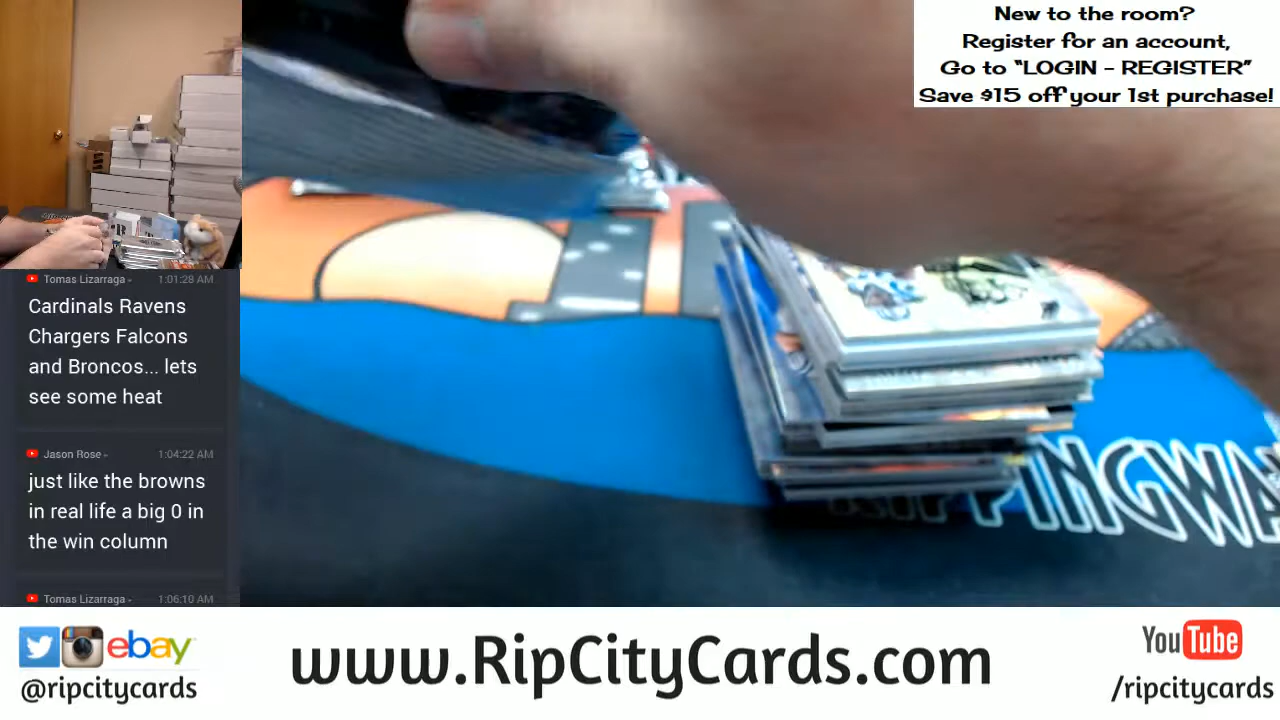 New to the room?
Register for an account,
Go to “LOGIN - REGISTER”
Save $15 off your 1st purchase!
Tomas Lizarraga
1:01:28 AM
Cardinals Ravens
Chargers Falcons
and Broncos... lets
see some heat
Jason Rose
1:04:22 AM
just like the browns
in real life a big 0 in
the win column
Tomas Lizarraga
1:06:10 AM
RIPPINGWA
ebay
@ripcitycards
www.RipCityCards.com
YouTube
/ripcitycards